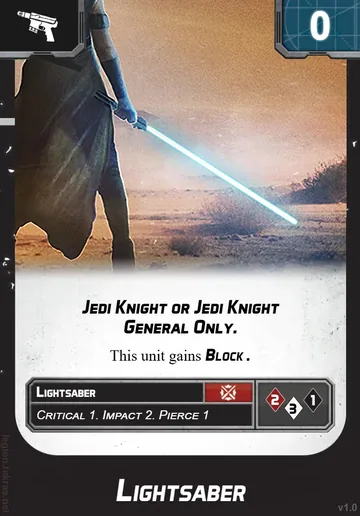 0
JEDI KNIGHT OR JEDI KNIGHT
GENERAL ONLY.
This unit gains BLOCK .
LIGHTSABER
CRITICAL 1. IMPACT 2. PIERCE 1
2
3
1
LIGHTSABER
v1.0